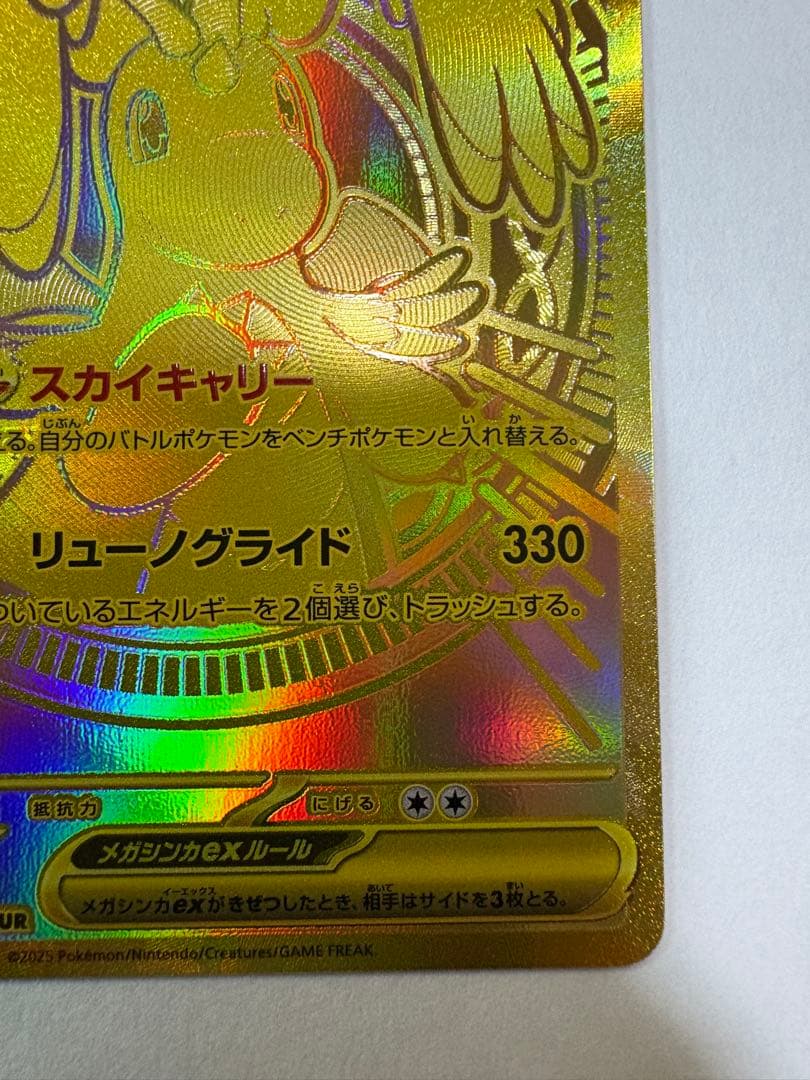 スカイキャリー
える。自分のバトルポケモンをベンチポケモンと入れ替える。
リューノグライド 330
ついているエネルギーを2個選び、トラッシュする。
抵抗力 にげる
メガシンカexルール
メガシンカexがきぜつしたとき、相手はサイドを3枚とる。
UR
©2025 Pokémon/Nintendo/Creatures/GAME FREAK.